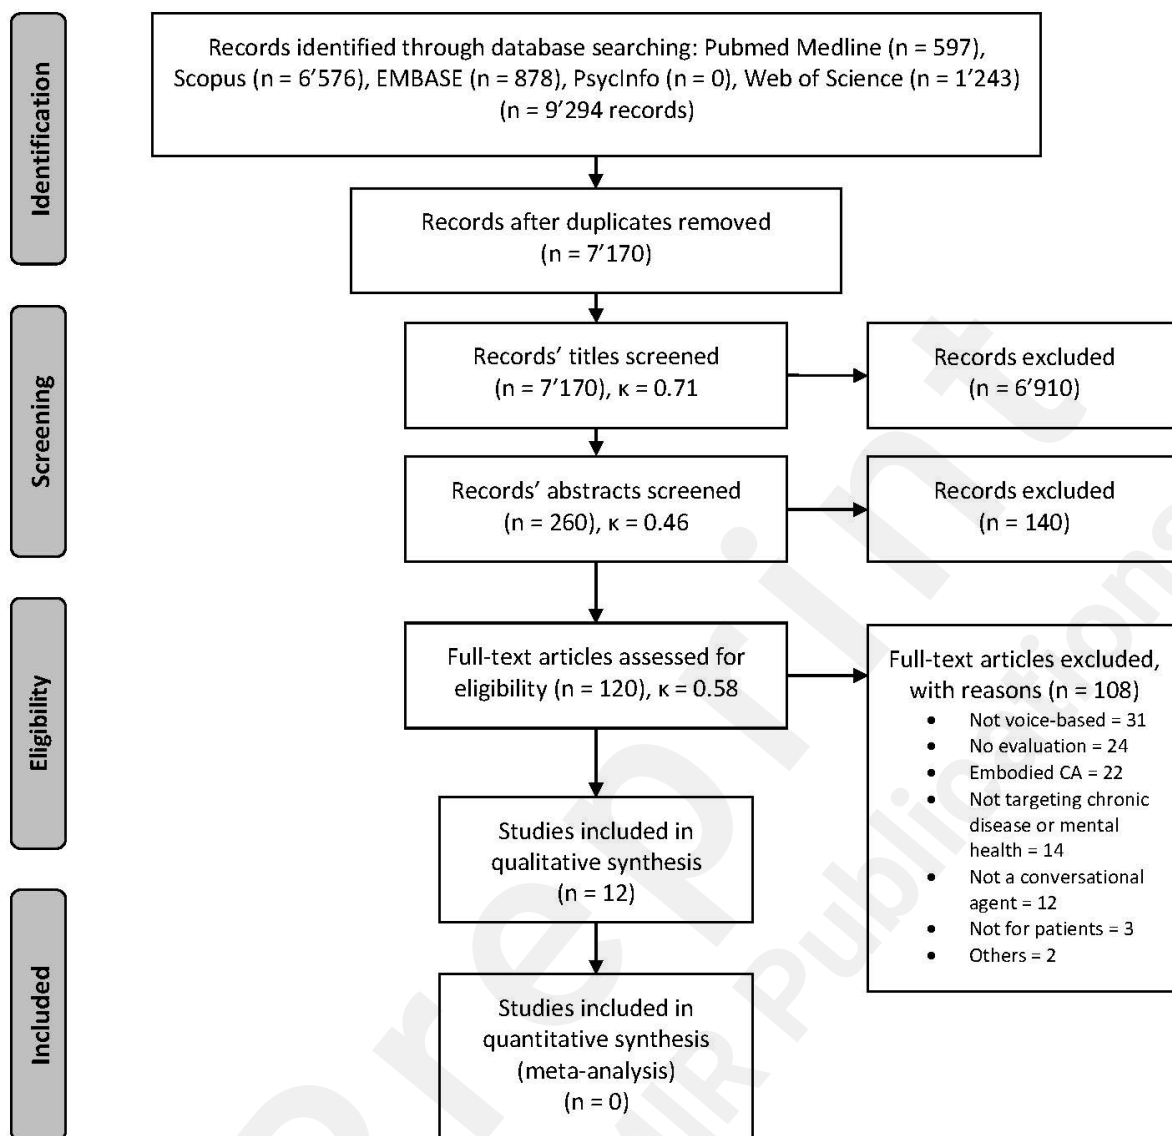 Identification
Records identified through database searching: Pubmed Medline (n = 597),
Scopus (n = 6’576), EMBASE (n = 878), PsycInfo (n = 0), Web of Science (n = 1’243)
(n = 9’294 records)
Records after duplicates removed
(n = 7’170)
Screening
Records’ titles screened
(n = 7’170), κ = 0.71
Records excluded
(n = 6’910)
Records’ abstracts screened
(n = 260), κ = 0.46
Records excluded
(n = 140)
Eligibility
Full-text articles assessed for
eligibility (n = 120), κ = 0.58
Full-text articles excluded,
with reasons (n = 108)
• Not voice-based = 31
• No evaluation = 24
• Embodied CA = 22
• Not targeting chronic
disease or mental
health = 14
• Not a conversational
agent = 12
• Not for patients = 3
• Others = 2
Studies included in
qualitative synthesis
(n = 12)
Included
Studies included in
quantitative synthesis
(meta-analysis)
(n = 0)
Preprint
MIR Publications